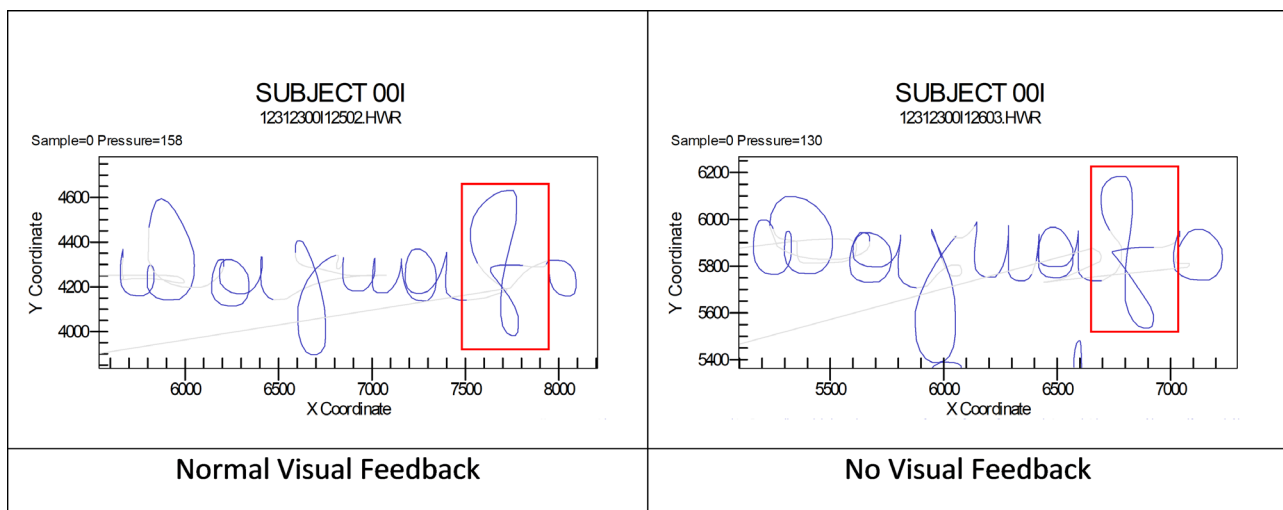 SUBJECT 00I
12312300I12502.HWR
Sample=0 Pressure=158
4600
4400
4200
4000
Y Coordinate
6000 6500 7000 7500 8000
X Coordinate
Normal Visual Feedback
SUBJECT 00I
12312300I12603.HWR
Sample=0 Pressure=130
6200
6000
5800
5600
5400
Y Coordinate
5500 6000 6500 7000
X Coordinate
No Visual Feedback